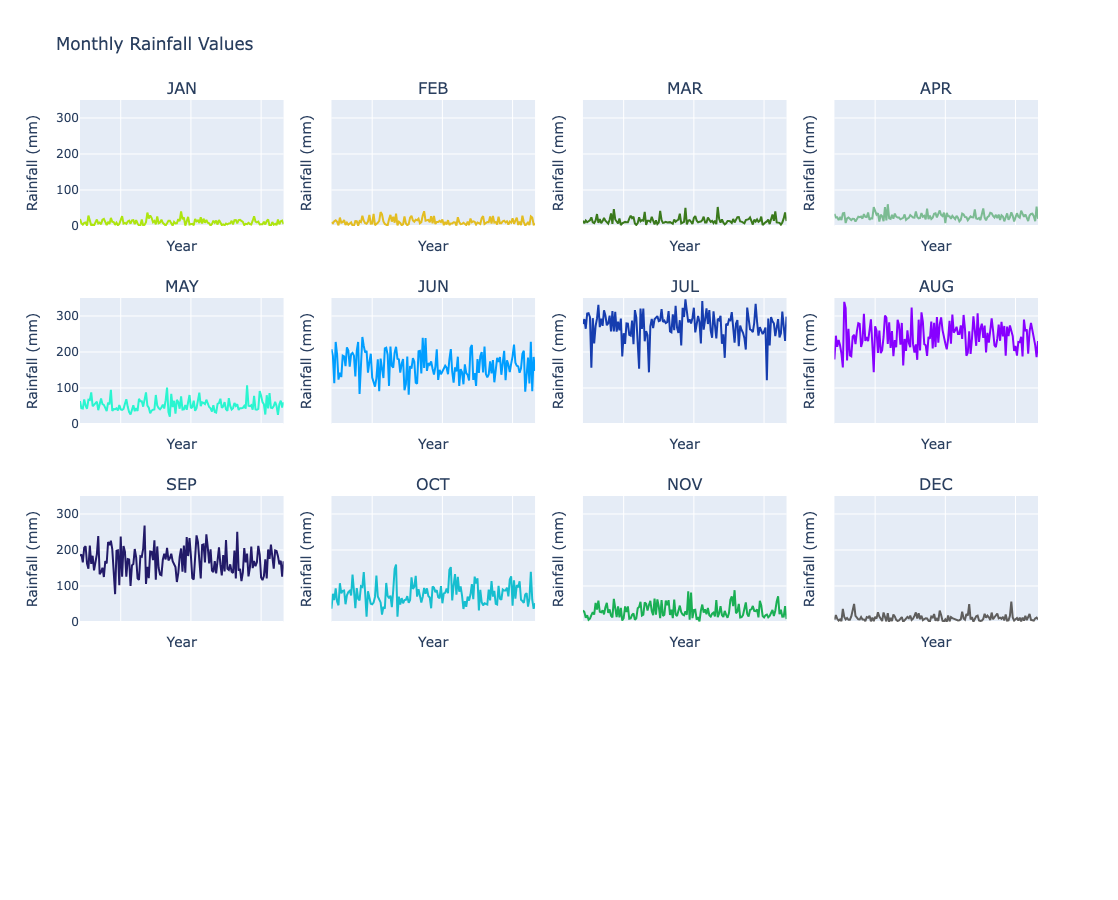 Monthly Rainfall Values
JAN
FEB
MAR
APR
Rainfall (mm)
300
200
100
0
Rainfall (mm)
Rainfall (mm)
Rainfall (mm)
Year
Year
Year
Year
MAY
JUN
JUL
AUG
Rainfall (mm)
300
200
100
0
Rainfall (mm)
Rainfall (mm)
Rainfall (mm)
Year
Year
Year
Year
SEP
OCT
NOV
DEC
Rainfall (mm)
300
200
100
0
Rainfall (mm)
Rainfall (mm)
Rainfall (mm)
Year
Year
Year
Year